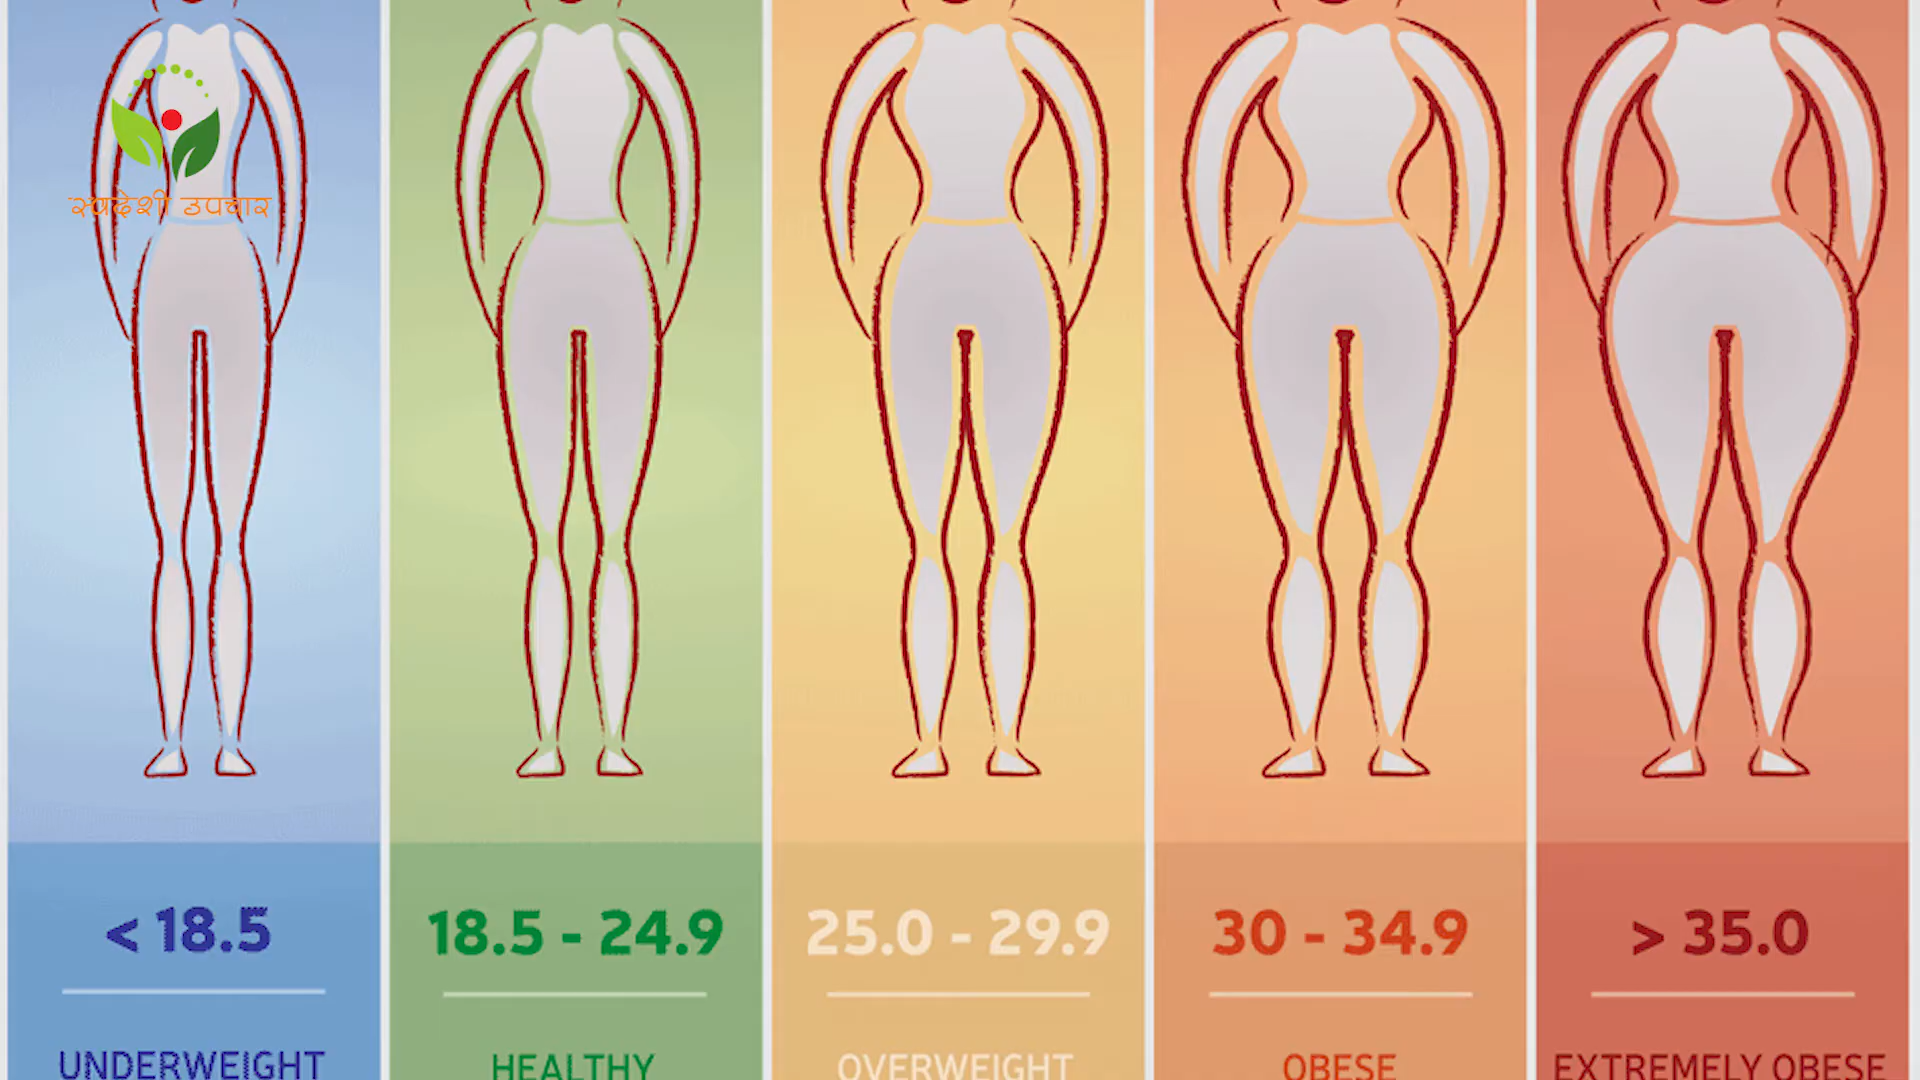 स्वदेशी उपचार
< 18.5
18.5 - 24.9
25.0 - 29.9
30 - 34.9
> 35.0
UNDERWEIGHT
HEALTHY
OVERWEIGHT
OBESE
EXTREMELY OBESE